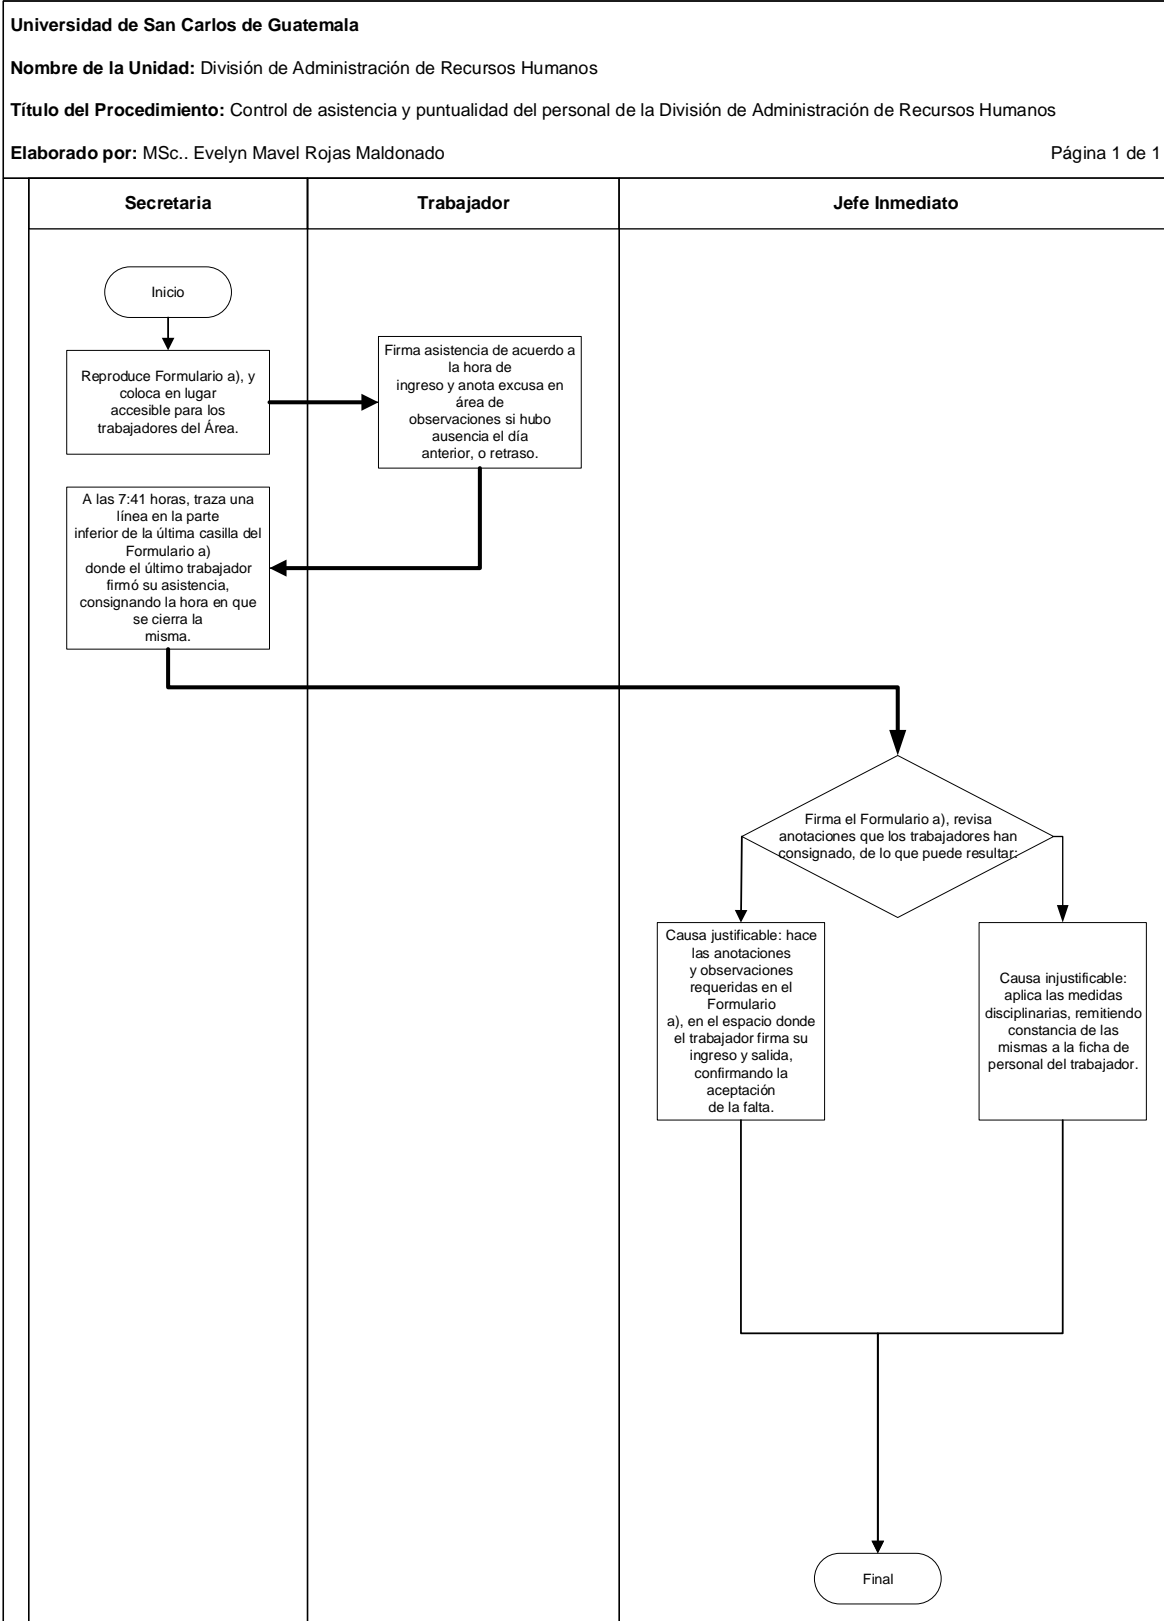 Universidad de San Carlos de Guatemala
Nombre de la Unidad: División de Administración de Recursos Humanos
Título del Procedimiento: Control de asistencia y puntualidad del personal de la División de Administración de Recursos Humanos
Elaborado por: MSc.. Evelyn Mavel Rojas Maldonado
Página 1 de 1
Secretaria
Trabajador
Jefe Inmediato
Inicio
Reproduce Formulario a), y
coloca en lugar
accesible para los
trabajadores del Área.
Firma asistencia de acuerdo a
la hora de
ingreso y anota excusa en
área de
observaciones si hubo
ausencia el día
anterior, o retraso.
A las 7:41 horas, traza una
línea en la parte
inferior de la última casilla del
Formulario a)
donde el último trabajador
firmó su asistencia,
consignando la hora en que
se cierra la
misma.
Firma el Formulario a), revisa
anotaciones que los trabajadores han
consignado, de lo que puede resultar:
Causa justificable: hace
las anotaciones
y observaciones
requeridas en el
Formulario
a), en el espacio donde
el trabajador firma su
ingreso y salida,
confirmando la
aceptación
de la falta.
Causa injustificable:
aplica las medidas
disciplinarias, remitiendo
constancia de las
mismas a la ficha de
personal del trabajador.
Final